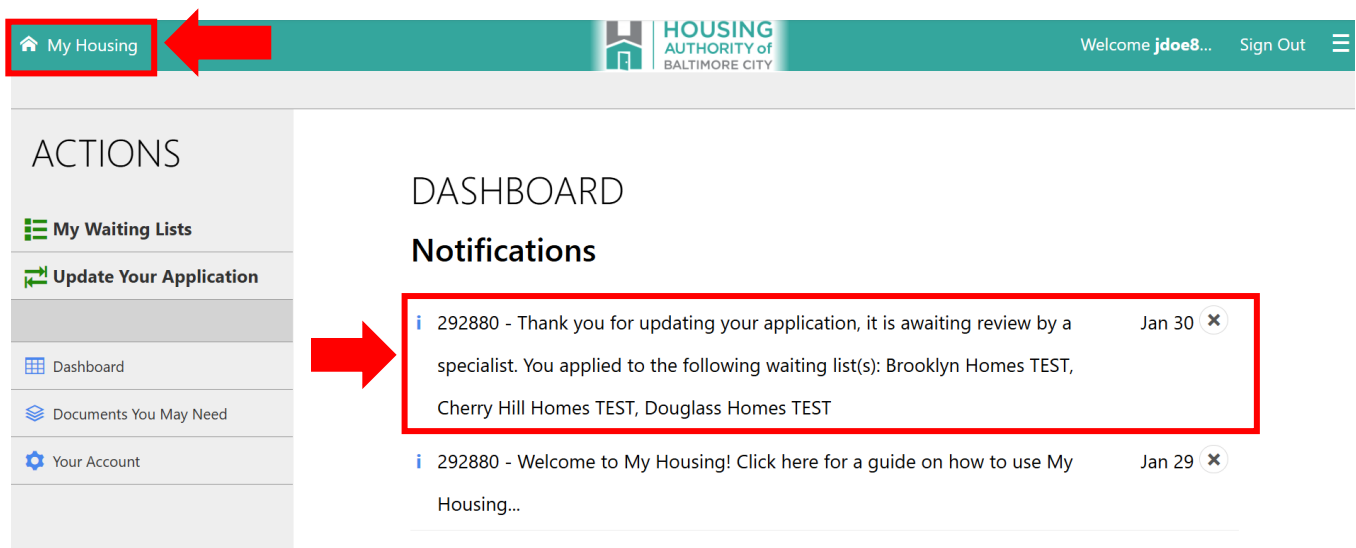 My Housing
HOUSING
AUTHORITY of
BALTIMORE CITY
Welcome jdoe8...
Sign Out
ACTIONS
My Waiting Lists
Update Your Application
Dashboard
Documents You May Need
Your Account
DASHBOARD
Notifications
292880 - Thank you for updating your application, it is awaiting review by a
Jan 30
specialist. You applied to the following waiting list(s): Brooklyn Homes TEST,
Cherry Hill Homes TEST, Douglass Homes TEST
292880 - Welcome to My Housing! Click here for a guide on how to use My
Jan 29
Housing...